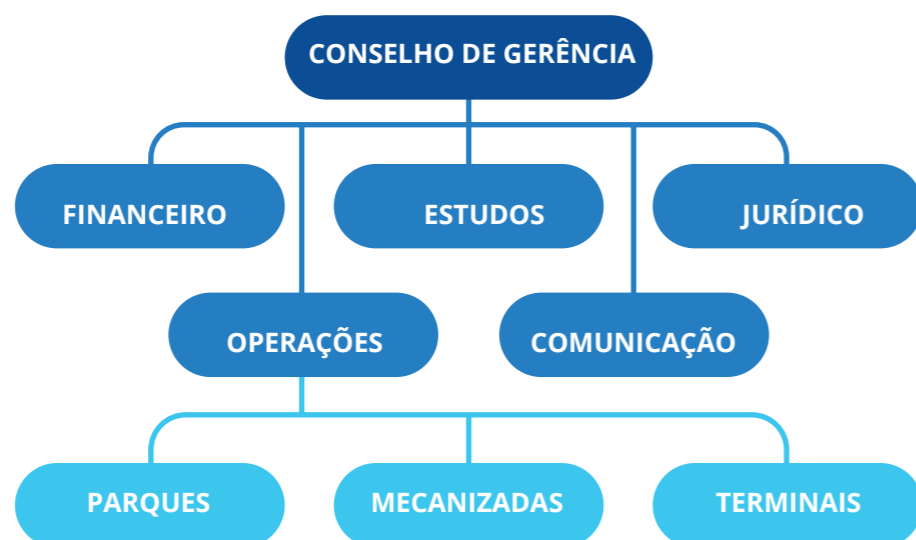 CONSELHO DE GERÊNCIA
FINANCEIRO
ESTUDOS
JURÍDICO
OPERAÇÕES
COMUNICAÇÃO
PARQUES
MECANIZADAS
TERMINAIS